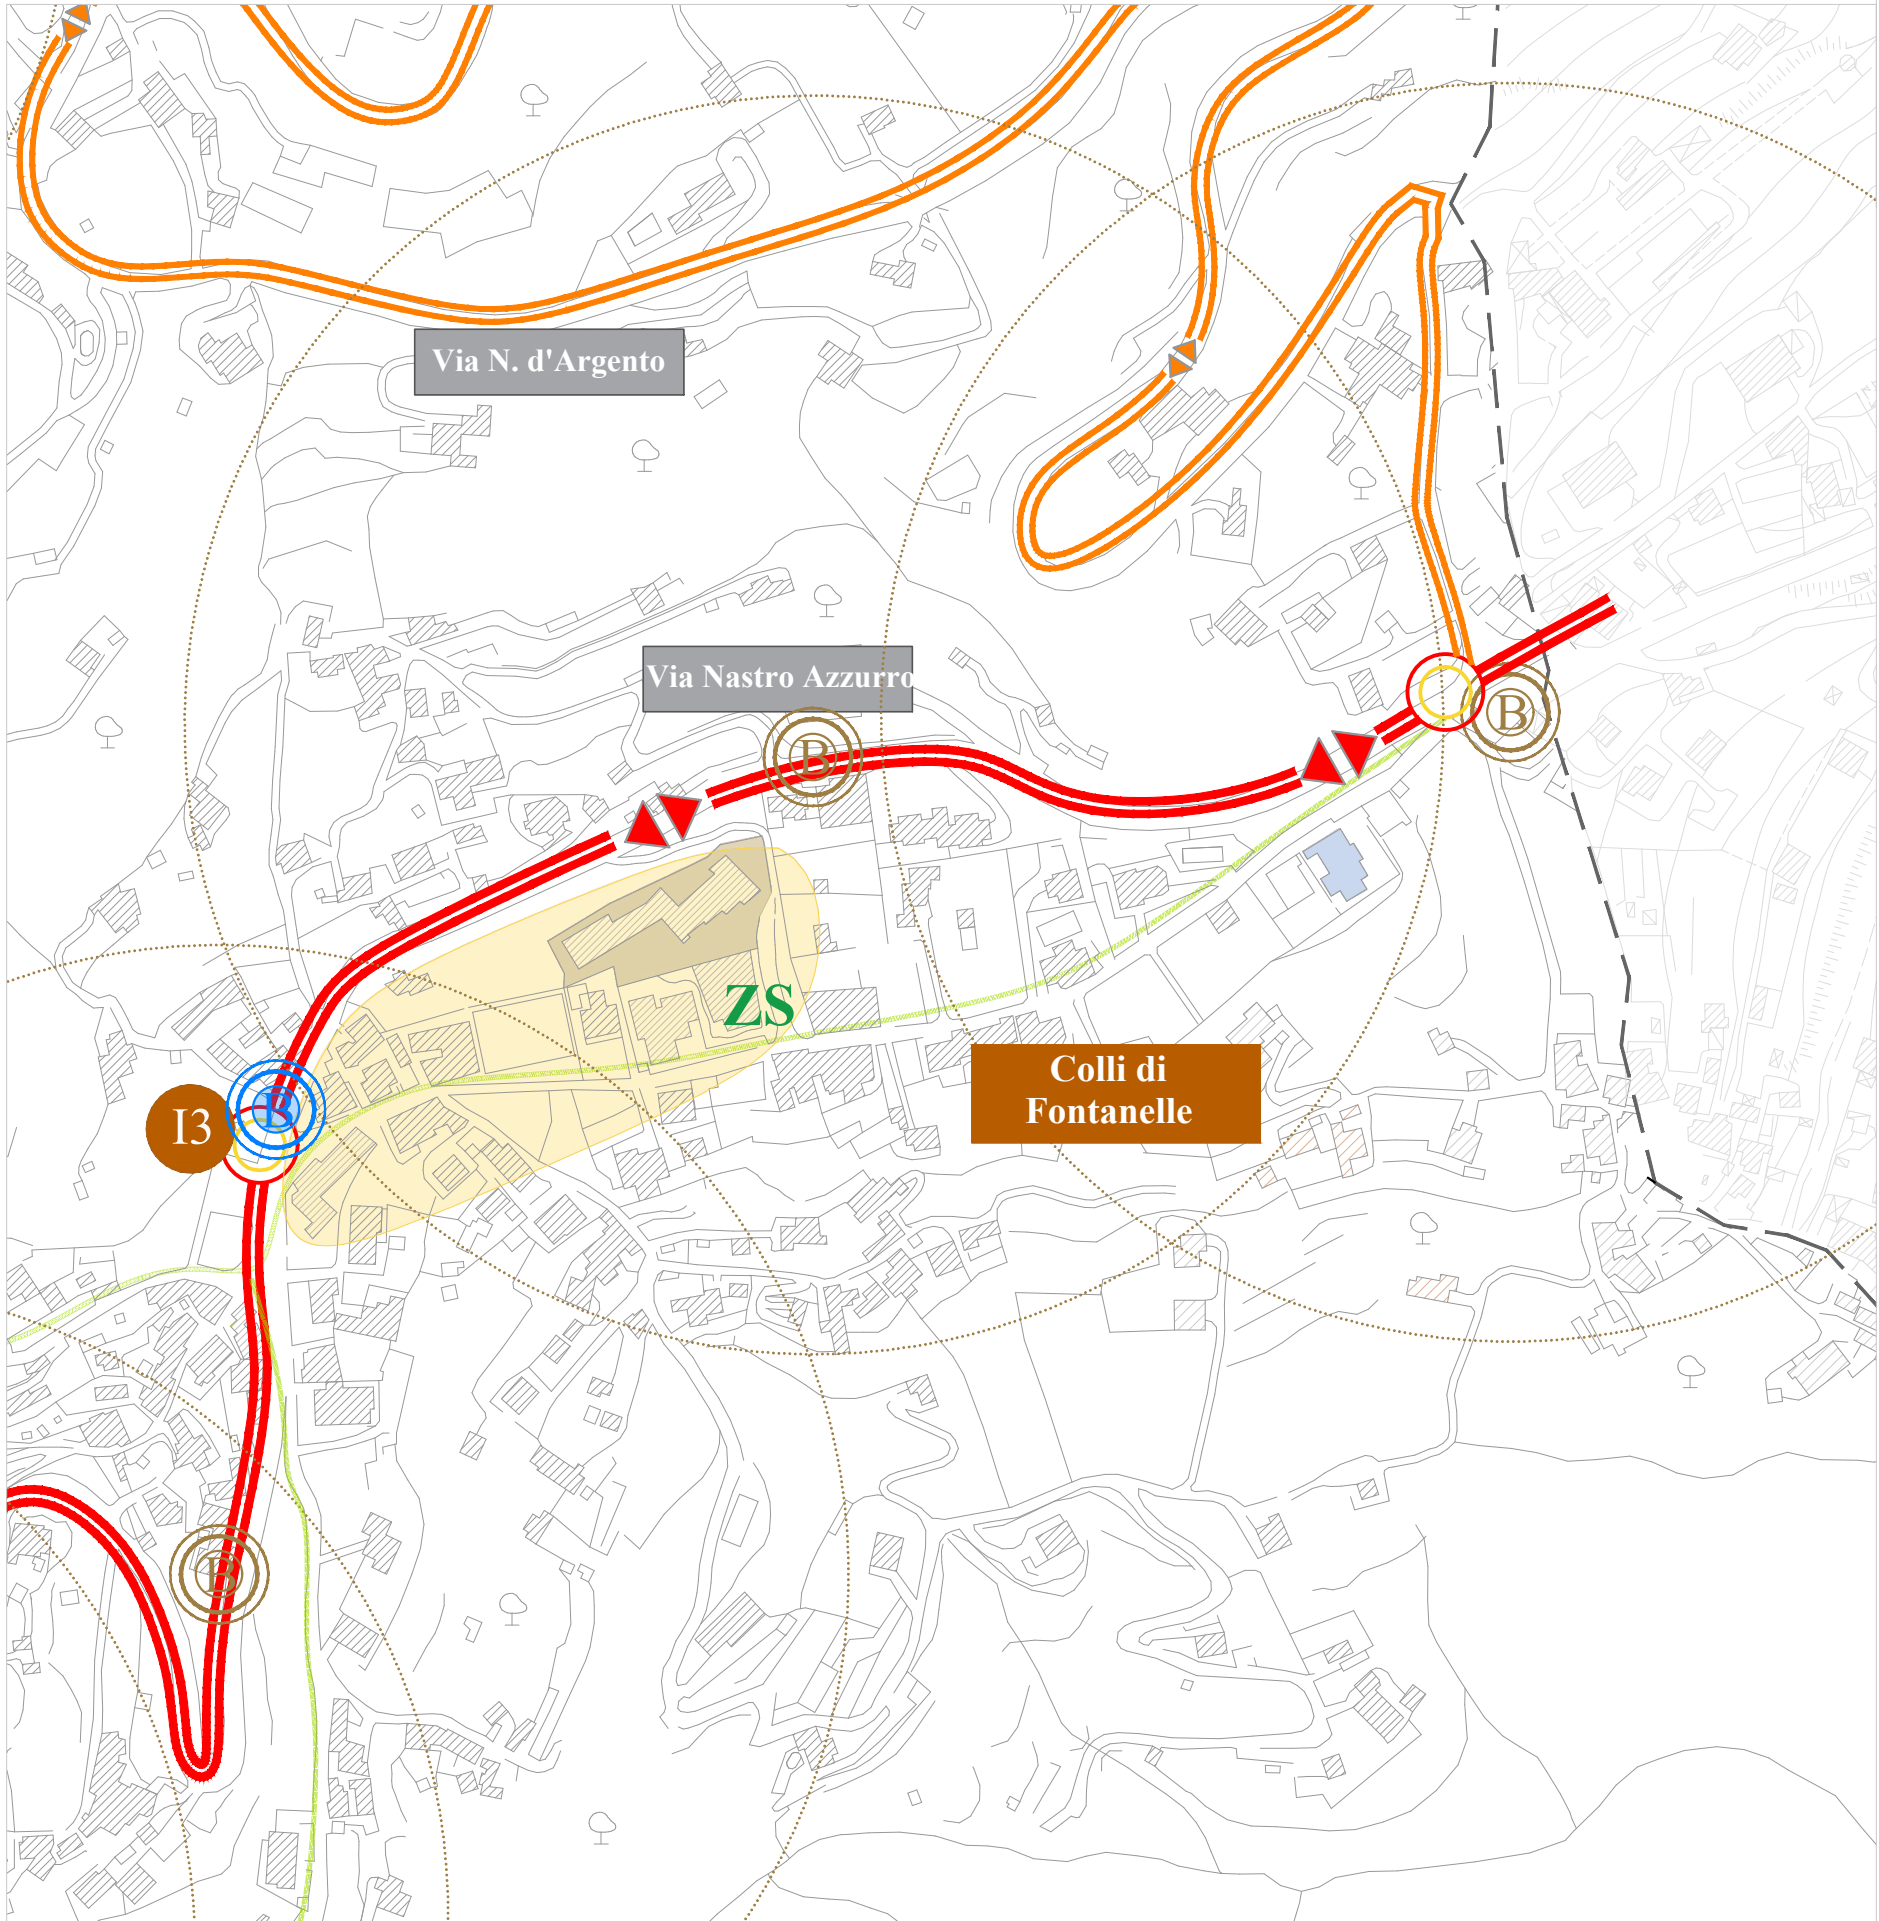 Via N. d'Argento
Via Nastro Azzurro
B
B
ZS
Colli di
Fontanelle
I3
B
B